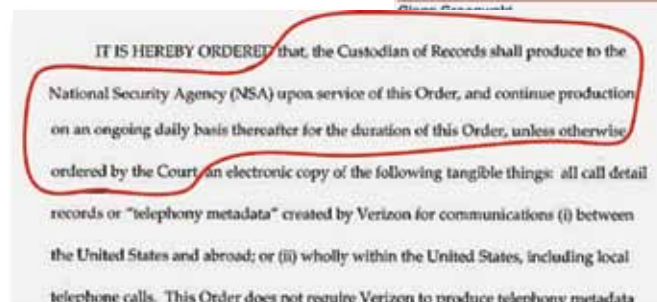 Glenn Greenwald
IT IS HEREBY ORDERED that, the Custodian of Records shall produce to the
National Security Agency (NSA) upon service of this Order, and continue production
on an ongoing daily basis thereafter for the duration of this Order, unless otherwise
ordered by the Court, an electronic copy of the following tangible things: all call detail
records or "telephony metadata" created by Verizon for communications (i) between
the United States and abroad; or (ii) wholly within the United States, including local
telephone calls. This Order does not require Verizon to produce telephony metadata